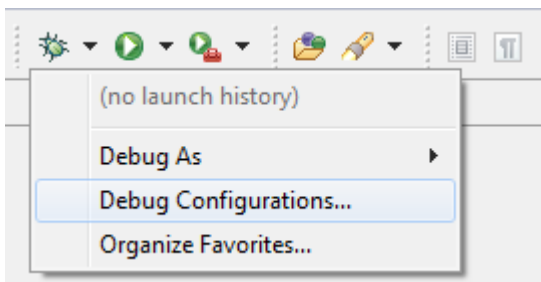 (no launch history)
Debug As
Debug Configurations...
Organize Favorites...